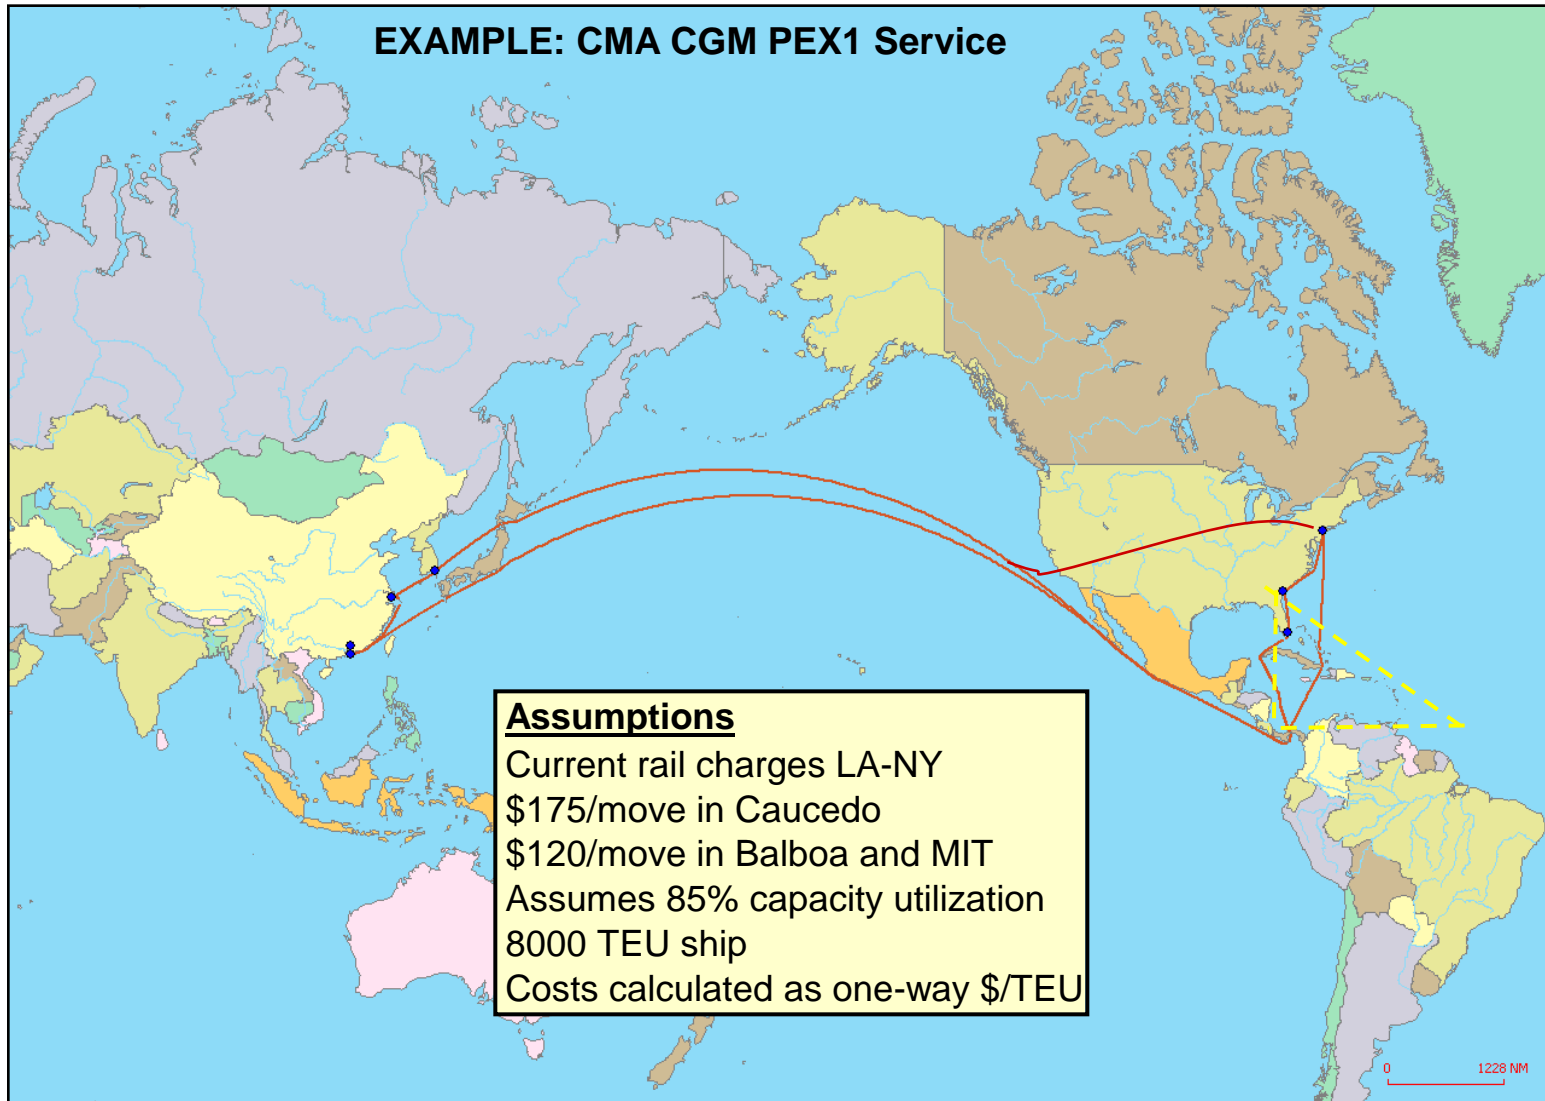 EXAMPLE: CMA CGM PEX1 Service
Assumptions
Current rail charges LA-NY
$175/move in Caucedo
$120/move in Balboa and MIT
Assumes 85% capacity utilization
8000 TEU ship
Costs calculated as one-way $/TEU
0 1228 NM